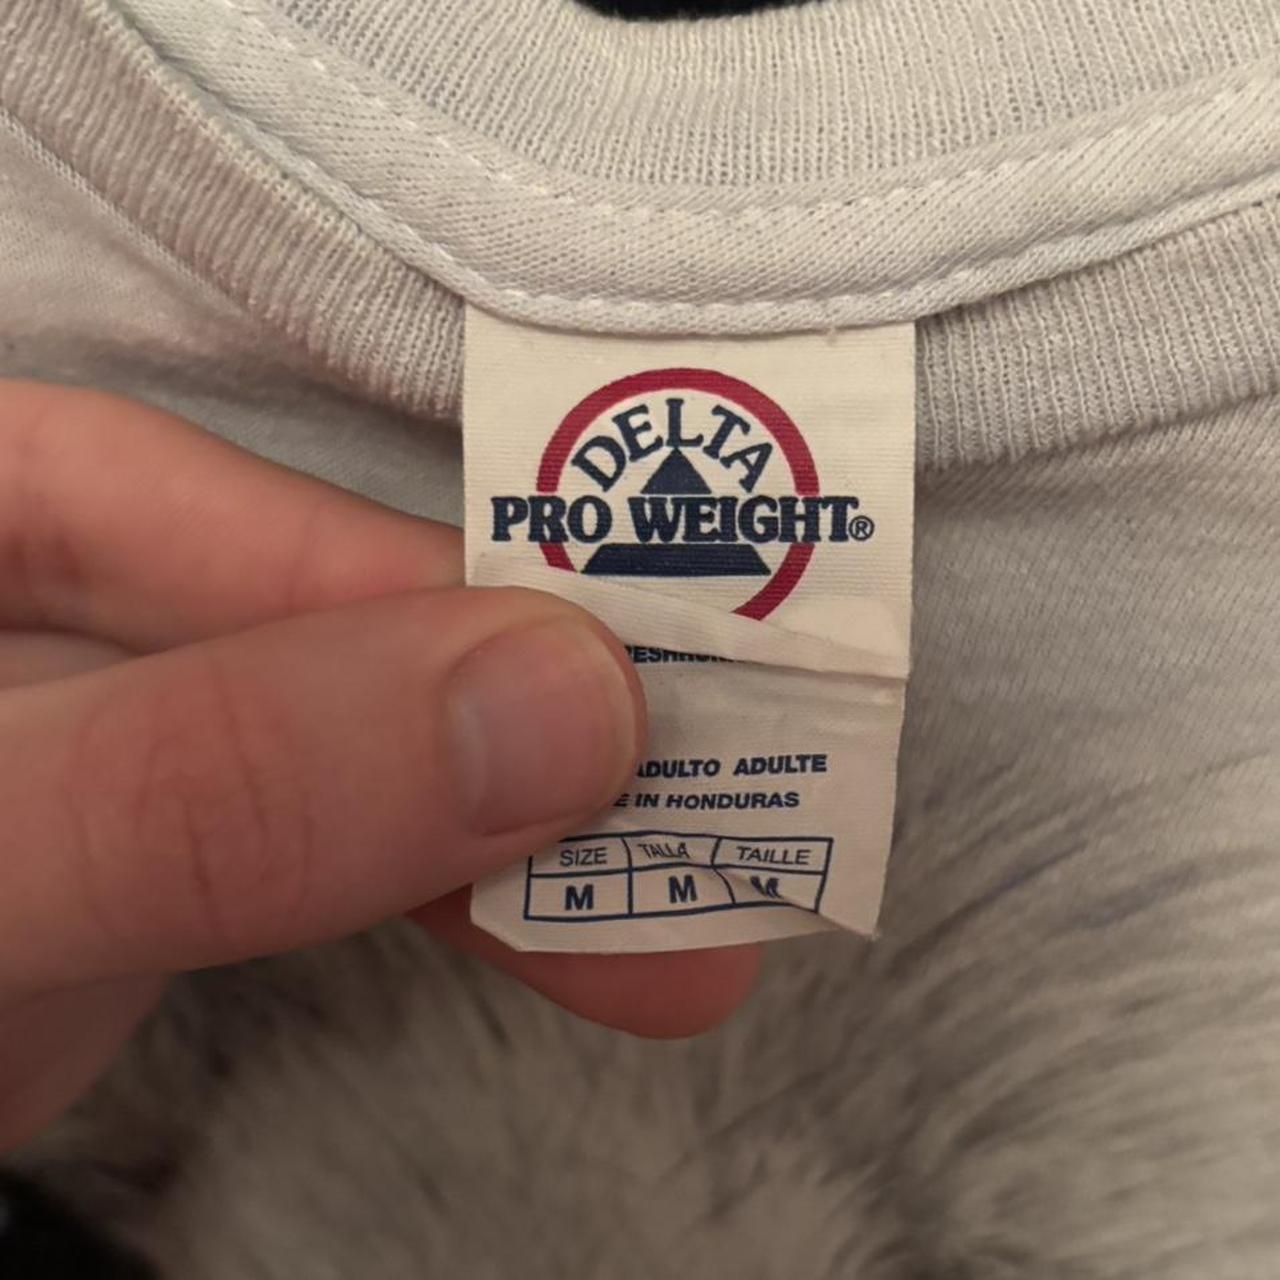 DELTA
PRO WEIGHT®
ADULTO ADULTE
IN HONDURAS
SIZE TALLA TAILLE
M M M